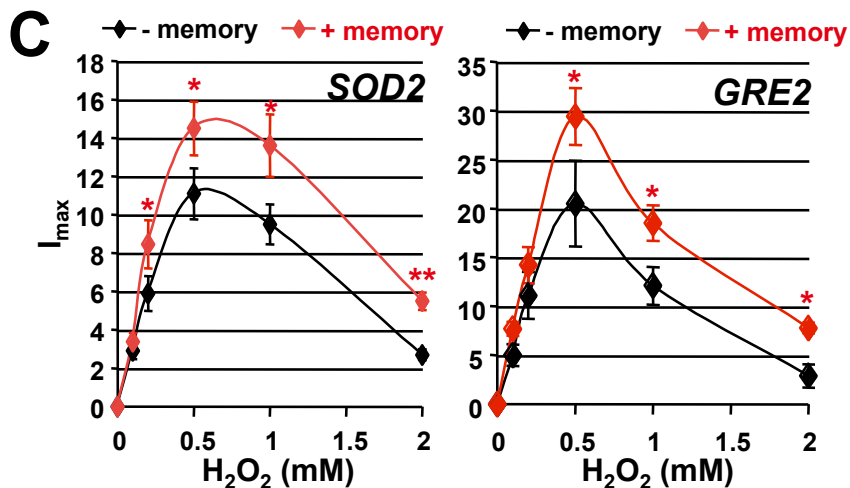 C
- memory + memory
- memory + memory
SOD2
18
16
14
12
10
8
6
4
2
0
I_max
* * * **
0 0.5 1 1.5 2
H₂O₂ (mM)
GRE2
35
30
25
20
15
10
5
0
* * *
0 0.5 1 1.5 2
H₂O₂ (mM)